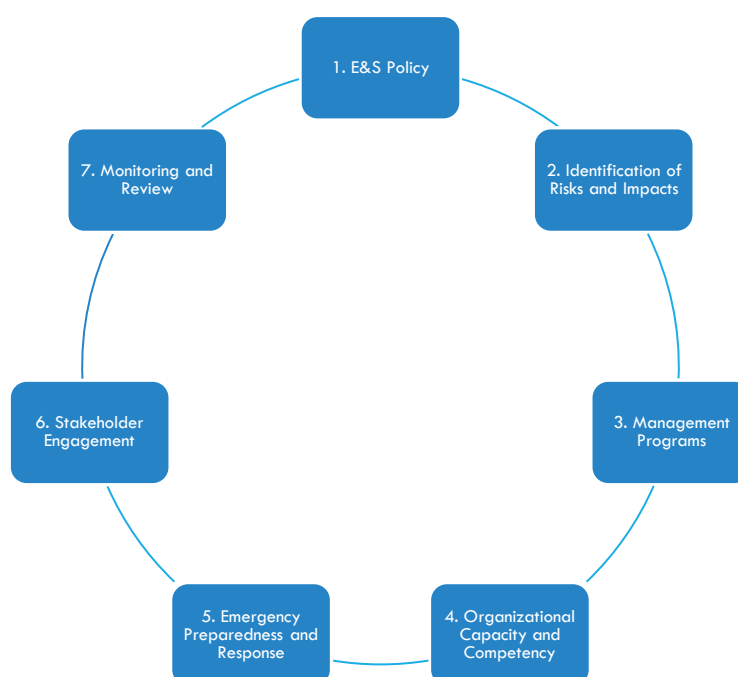 1. E&S Policy
2. Identification of
Risks and Impacts
3. Management
Programs
4. Organizational
Capacity and
Competency
5. Emergency
Preparedness and
Response
6. Stakeholder
Engagement
7. Monitoring and
Review